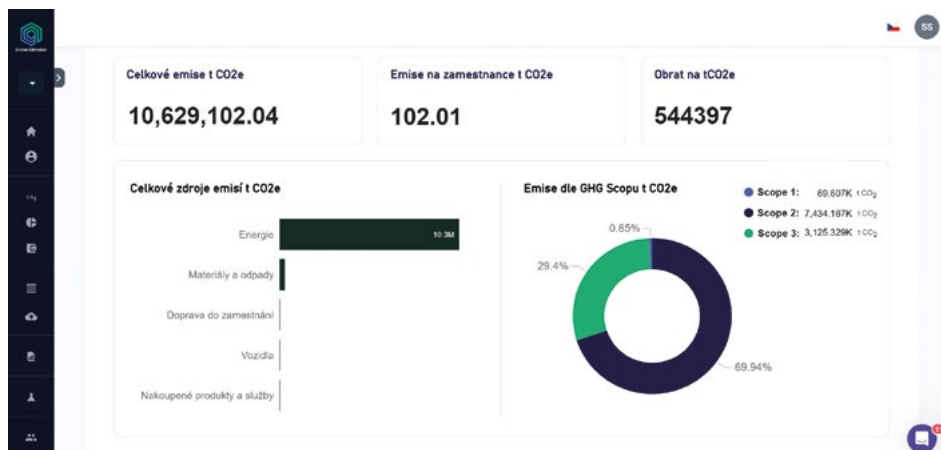 SS
Celkové emise t CO2e
Emise na zamestnance t CO2e
Obrat na tCO2e
10,629,102.04
102.01
544397
Celkové zdroje emisí t CO2e
Energie
10.3M
Materiály a odpady
Doprava do zamestnání
Vozidla
Nakoupené produkty a služby
Emise dle GHG Scopu t CO2e
Scope 1: 69.607K t CO₂
Scope 2: 7,434.167K t CO₂
Scope 3: 3,125.329K t CO₂
0.65%
29.4%
69.94%